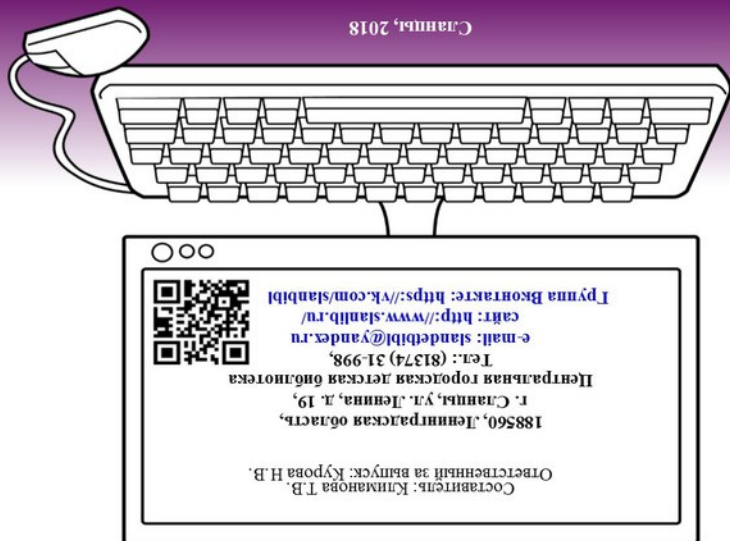 Составитель: Климанова Т.В.
Ответственный за выпуск: Курова Н.В.
188560, Ленинградская область,
г. Сланцы, ул. Ленина, д. 19,
Центральная городская детская библиотека
Тел.: (81374) 31-998,
e-mail: slandetbibl@yandex.ru
сайт: http://www.slanlib.ru/
Группа Вконтакте: https://vk.com/slanbibl
Сланцы, 2018